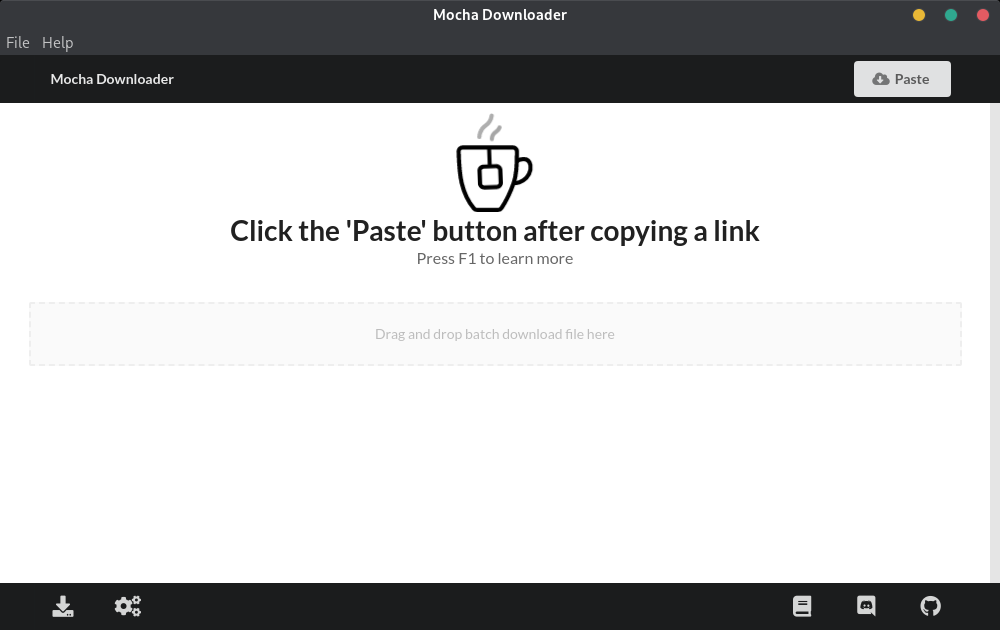 Mocha Downloader
File Help
Mocha Downloader
Paste
Click the 'Paste' button after copying a link
Press F1 to learn more
Drag and drop batch download file here